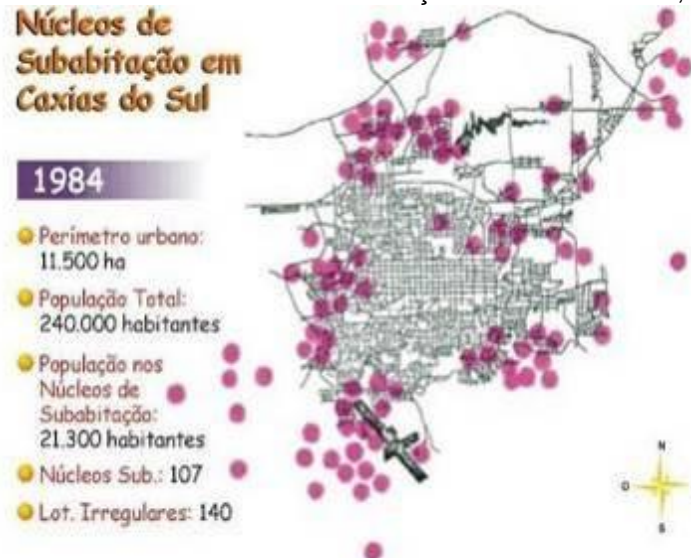 Núcleos de
Subabitação em
Caxias do Sul
1984
Perímetro urbano:
11.500 ha
População Total:
240.000 habitantes
População nos
Núcleos de
Subabitação:
21.300 habitantes
Núcleos Sub.: 107
Lot. Irregulares: 140
N
O
S